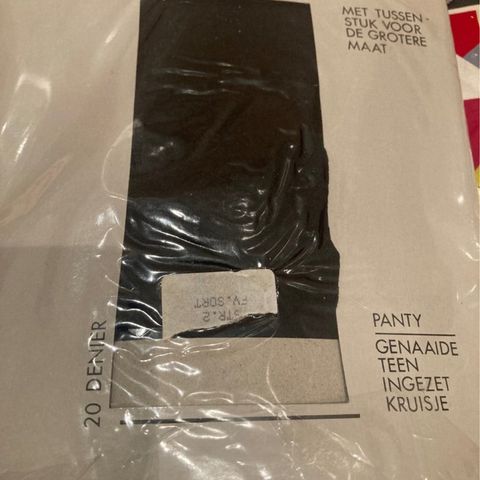 MET TUSSEN-
STUK VOOR
DE GROTERE
MAAT
STR.2
FV.SORT
20 DENIER
PANTY
GENAAIDE
TEEN
INGEZET
KRUISJE